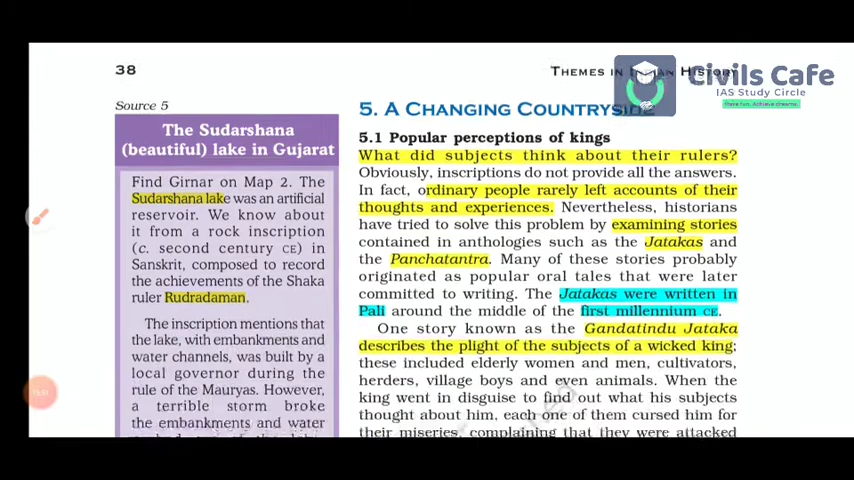 38
THEMES IN INDIAN HISTORY
Civils Cafe
IAS Study Circle
Have fun. Achieve dreams.
Source 5
The Sudarshana
(beautiful) lake in Gujarat
Find Girnar on Map 2. The
Sudarshana lake was an artificial
reservoir. We know about
it from a rock inscription
(c. second century CE) in
Sanskrit, composed to record
the achievements of the Shaka
ruler Rudradaman.
The inscription mentions that
the lake, with embankments and
water channels, was built by a
local governor during the
rule of the Mauryas. However,
a terrible storm broke
the embankments and water
5. A CHANGING COUNTRYSIDE
5.1 Popular perceptions of kings
What did subjects think about their rulers?
Obviously, inscriptions do not provide all the answers.
In fact, ordinary people rarely left accounts of their
thoughts and experiences. Nevertheless, historians
have tried to solve this problem by examining stories
contained in anthologies such as the Jatakas and
the Panchatantra. Many of these stories probably
originated as popular oral tales that were later
committed to writing. The Jatakas were written in
Pali around the middle of the first millennium CE.
One story known as the Gandatindu Jataka
describes the plight of the subjects of a wicked king;
these included elderly women and men, cultivators,
herders, village boys and even animals. When the
king went in disguise to find out what his subjects
thought about him, each one of them cursed him for
their miseries, complaining that they were attacked